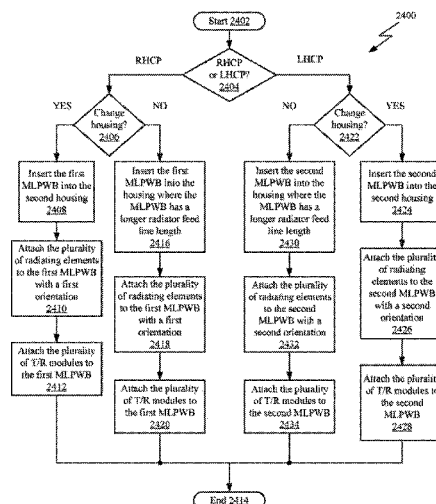 2400
Start 2402
RHCP
or LHCP?
2404
RHCP
LHCP
YES
Change
housing?
2406
NO
NO
Change
housing?
2422
YES
Insert the first
MLPWB into the
second housing
2408
Insert the first
MLPWB into the
housing where the
MLPWB has a
longer radiator feed
line length
2416
Insert the second
MLPWB into the
housing where the
MLPWB has a
longer radiator feed
line length
2430
Insert the second
MLPWB into the
second housing
2424
Attach the plurality
of radiating elements
to the first MLPWB
with a first
orientation
2410
Attach the plurality
of radiating elements
to the first MLPWB
with a first
orientation
2418
Attach the plurality
of radiating elements
to the second
MLPWB with a
second orientation
2432
Attach the plurality
of radiating
elements to the
second MLPWB
with a second
orientation
2426
Attach the plurality
of T/R modules to
the first MLPWB
2412
Attach the plurality
of T/R modules to
the first MLPWB
2420
Attach the plurality
of T/R modules to
the second MLPWB
2434
Attach the plurality
of T/R modules to
the second
MLPWB
2428
End 2414